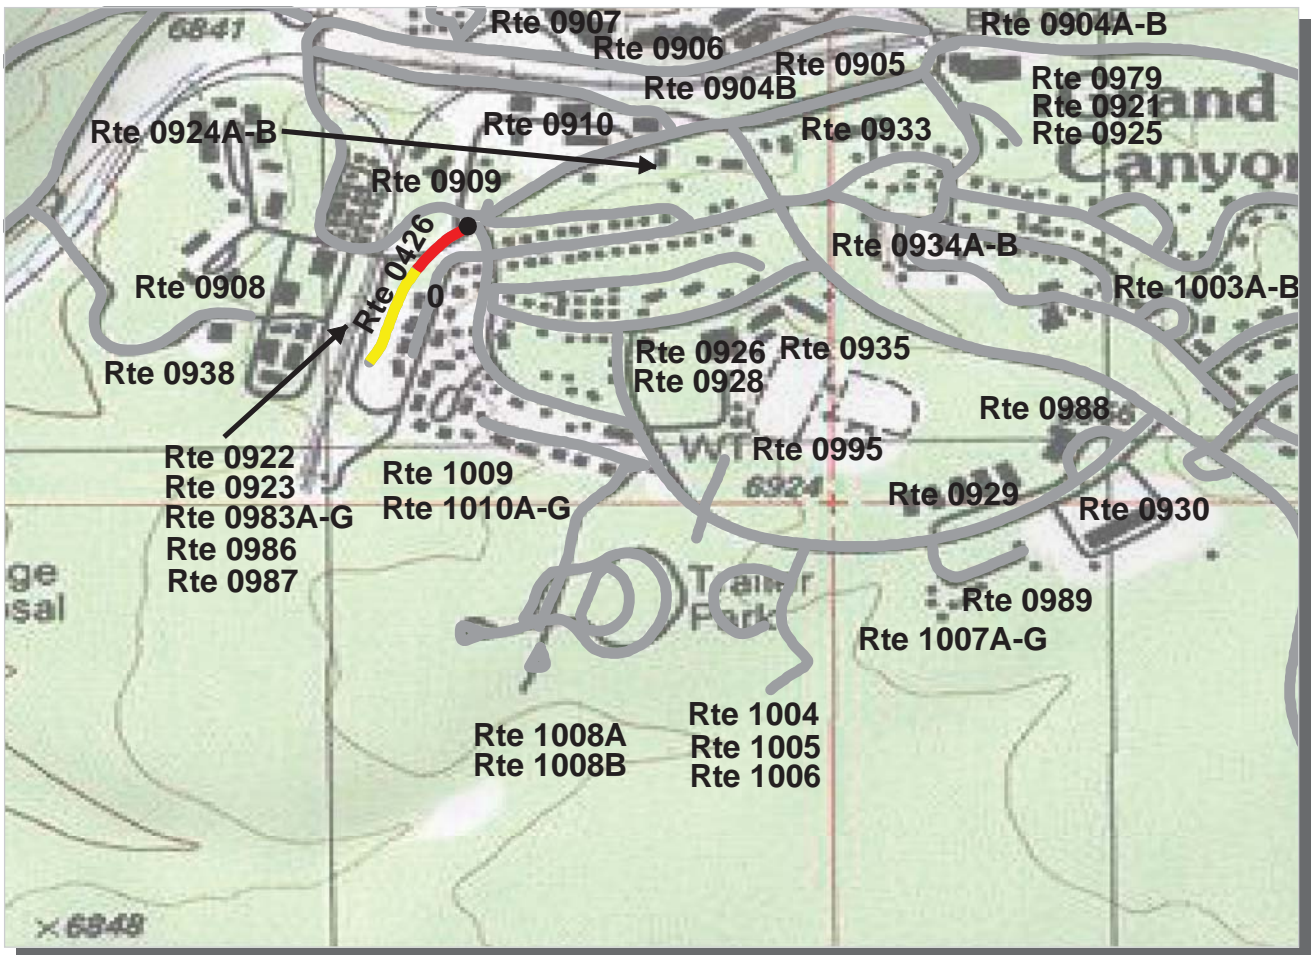 6841
Rte 0907
Rte 0906
Rte 0904A-B
Rte 0905
Rte 0904B
Rte 0979
Rte 0921
Rte 0925
Grand
Canyon
Rte 0924A-B
Rte 0910
Rte 0933
Rte 0909
Rte 0426
0
Rte 0934A-B
Rte 0908
Rte 1003A-B
Rte 0938
Rte 0926
Rte 0928
Rte 0935
Rte 0988
WT
Rte 0995
6924
Rte 0929
Rte 0930
Rte 0922
Rte 0923
Rte 0983A-G
Rte 0986
Rte 0987
Rte 1009
Rte 1010A-G
ge
sal
Trailer
Park
Rte 0989
Rte 1007A-G
Rte 1008A
Rte 1008B
Rte 1004
Rte 1005
Rte 1006
×6848